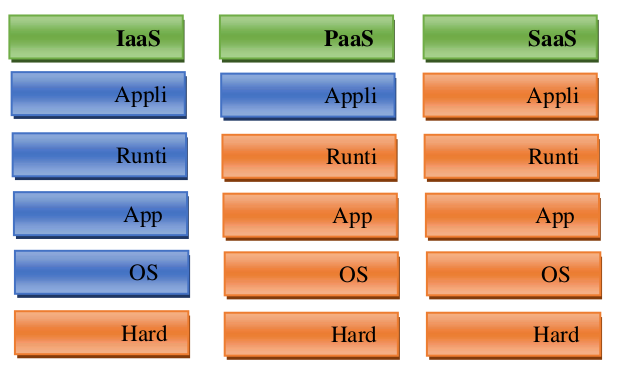 IaaS PaaS SaaS
Appli Appli Appli
Runti Runti Runti
App App App
OS OS OS
Hard Hard Hard